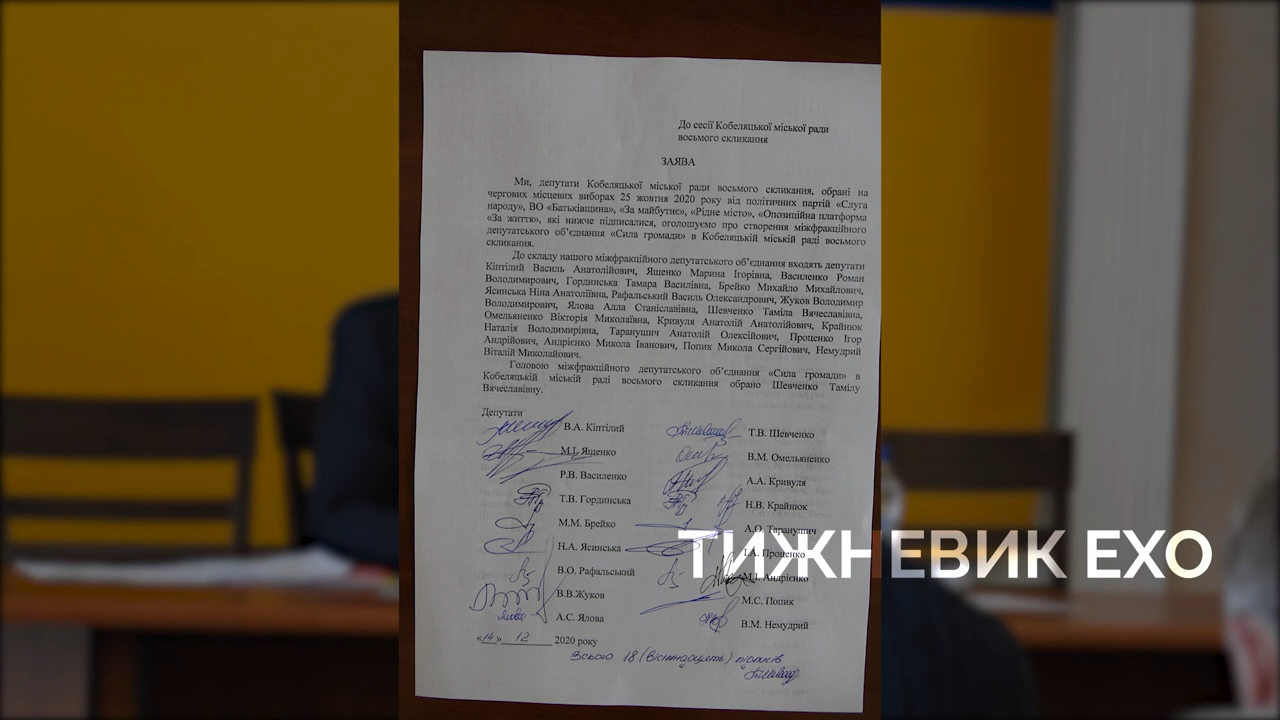 До сесії Кобеляцької міської ради
восьмого скликання
ЗАЯВА
Ми, депутати Кобеляцької міської ради восьмого скликання, обрані на
чергових місцевих виборах 25 жовтня 2020 року від політичних партій «Слуга
народу», ВО «Батьківщина», «За майбутнє», «Рідне місто», «Опозиційна платформа
«За життя», які нижче підписалися, оголошуємо про створення міжфракційного
депутатського об’єднання «Сила громади» в Кобеляцькій міській раді восьмого
скликання.
До складу нашого міжфракційного депутатського об’єднання входять депутати
Кіптілий Василь Анатолійович, Ященко Марина Ігорівна, Василенко Роман
Володимирович, Гординська Тамара Василівна, Брейко Михайло Михайлович,
Ясинська Ніна Анатоліївна, Рафальський Василь Олександрович, Жуков Володимир
Володимирович, Ялова Алла Станіславівна, Шевченко Таміла Вячеславівна,
Омельяненко Вікторія Миколаївна, Кривуля Анатолій Анатолійович, Крайнюк
Наталія Володимирівна, Таранушич Анатолій Олексійович, Проценко Ігор
Андрійович, Андрієнко Микола Іванович, Попик Микола Сергійович, Немудрий
Віталій Миколайович.
Головою міжфракційного депутатського об’єднання «Сила громади» в
Кобеляцькій міській раді восьмого скликання обрано Шевченко Тамілу
Вячеславівну.
Депутати
В.А. Кіптілий
Т.В. Шевченко
М.І. Ященко
В.М. Омельяненко
Р.В. Василенко
А.А. Кривуля
Т.В. Гординська
Н.В. Крайнюк
М.М. Брейко
А.О. Таранушич
Н.А. Ясинська
І.А. Проценко
В.О. Рафальський
М.І. Андрієнко
В.В.Жуков
М.С. Попик
А.С. Ялова
В.М. Немудрий
«14» 12 2020 року
Всього 18 (вісімнадцять) підписів
ТИЖНЕВИК ЕХО